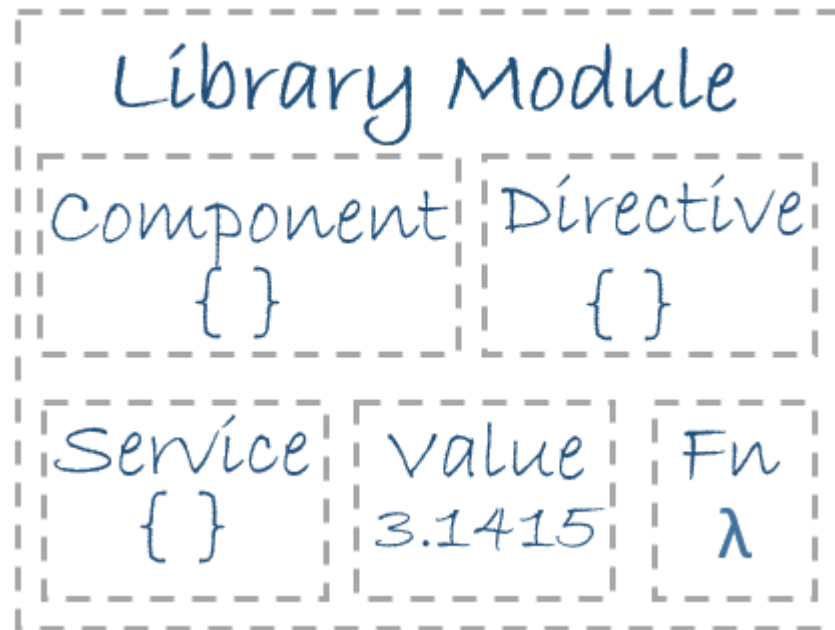 Library Module
Component
{ }
Directive
{ }
Service
{ }
Value
3.1415
Fn
λ